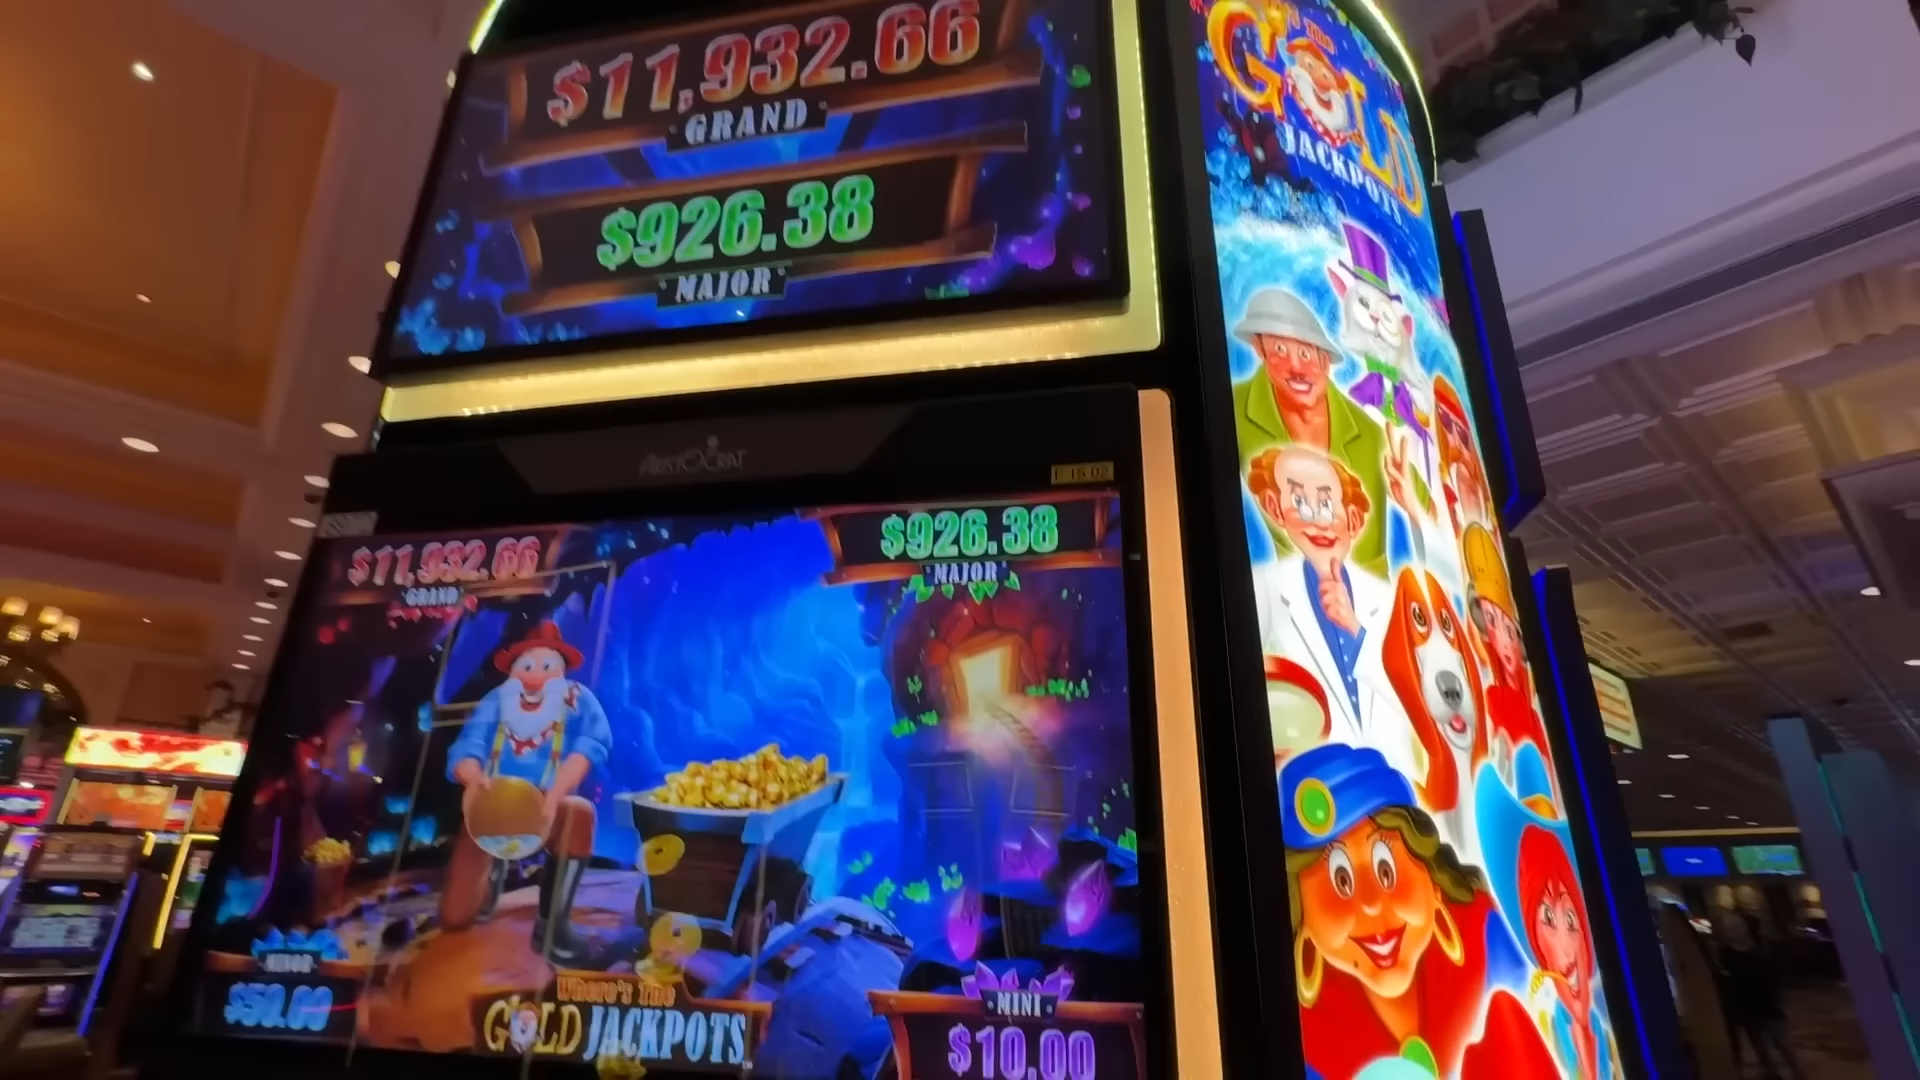 $11,932.66
GRAND
$926.38
MAJOR
THE
GOLD
JACKPOTS
ARISTOCRAT
$11,932.66
GRAND
$926.38
MAJOR
MINOR
$50.00
WHERE'S THE
GOLD JACKPOTS
MINI
$10.00